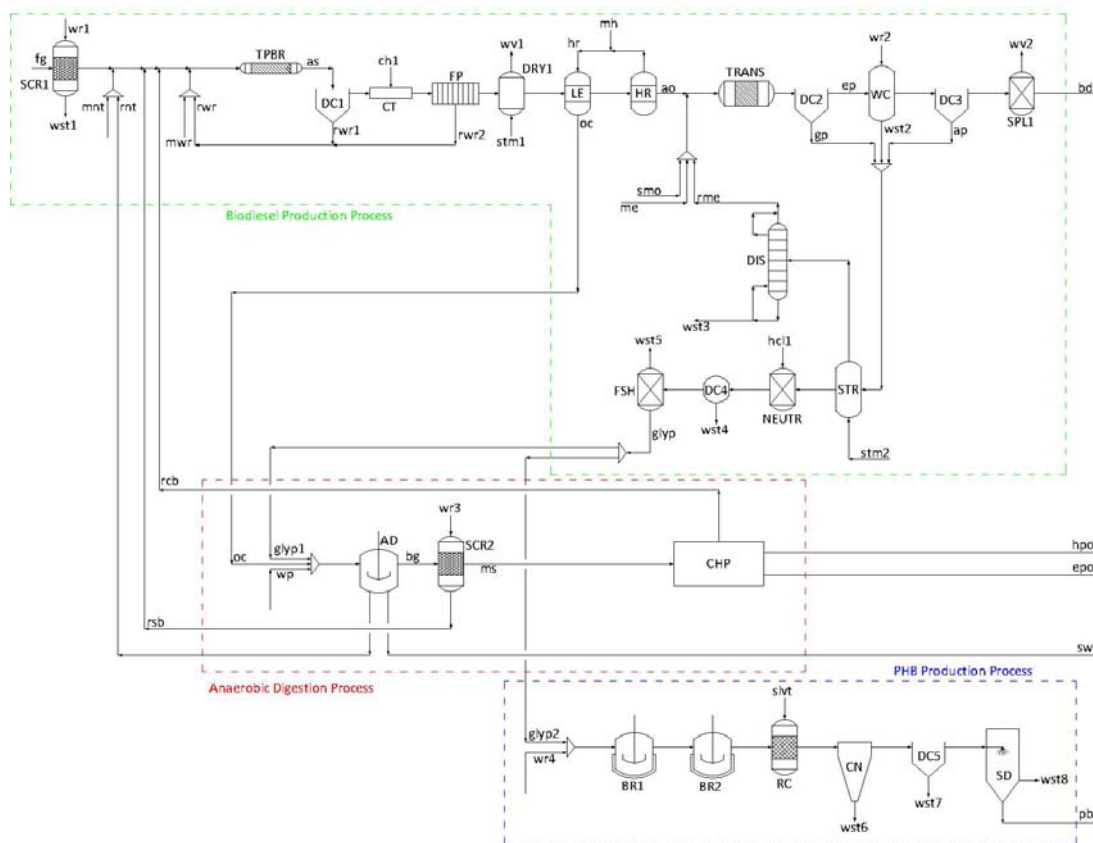 wr1
mh
fg
TPBR
as
ch1
hr
wv1
wr2
wv2
SCR1
FP
DRY1
TRANS
mnt
rnt
rwr
DC1
CT
LE
HR
ao
DC2
ep
WC
DC3
bd
SPL1
wst1
mwr
rwr1
rwr2
stm1
oc
gp
wst2
ap
smo
me
rme
Biodiesel Production Process
DIS
wst3
wst5
hcl1
FSH
DC4
STR
NEUTR
glyp
wst4
stm2
rcb
wr3
AD
SCR2
glyp1
bg
oc
ms
wp
CHP
hpo
epo
rsb
sw
Anaerobic Digestion Process
PHB Production Process
slvt
glyp2
wr4
CN
DC5
SD
BR1
BR2
RC
wst8
wst7
wst6
pb